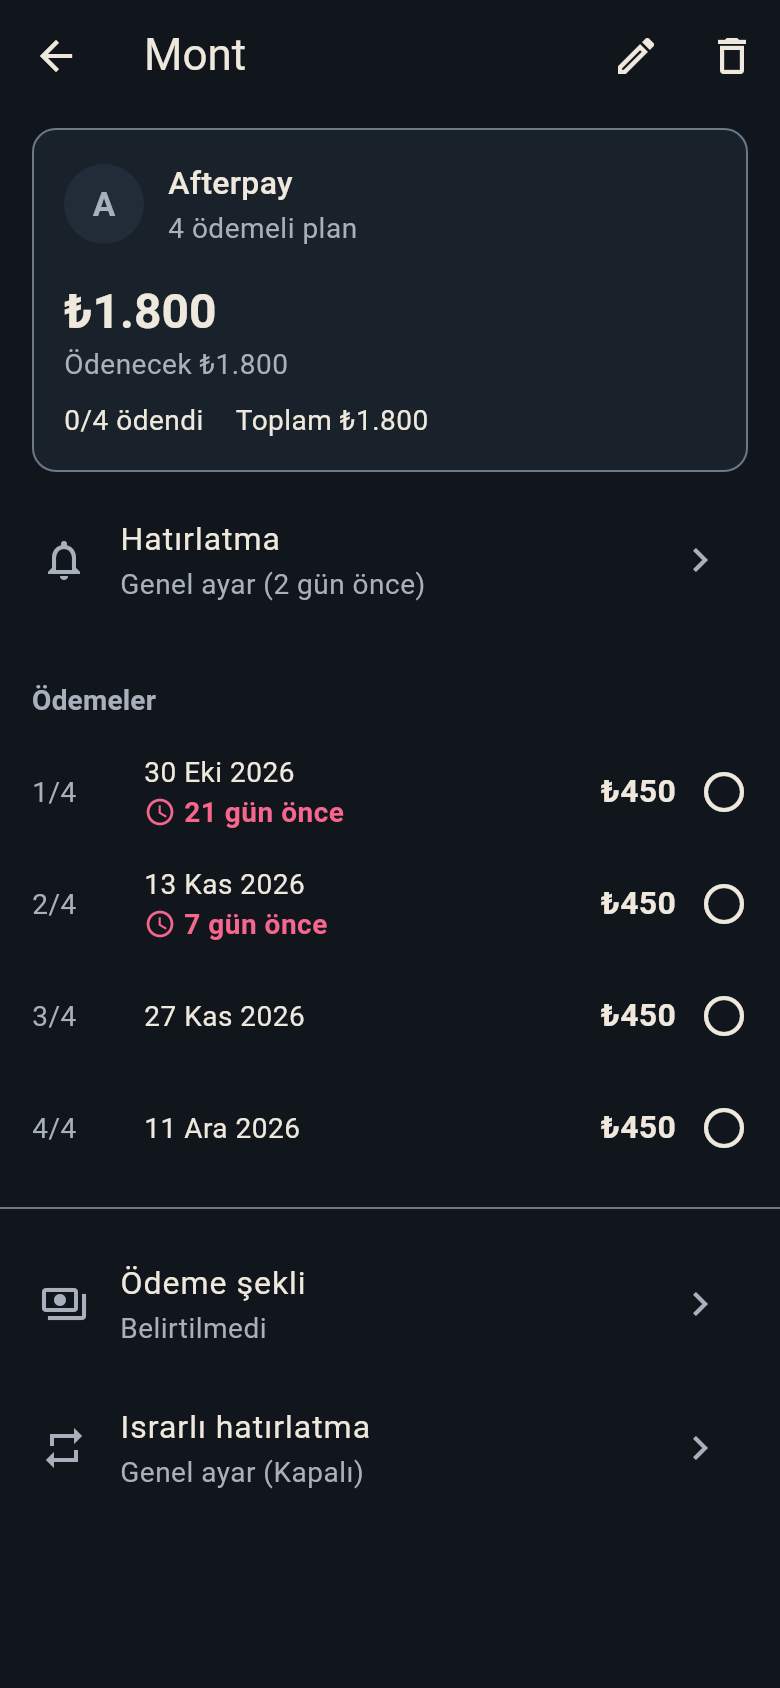 Mont
A
Afterpay
4 ödemeli plan
₺1.800
Ödenecek ₺1.800
0/4 ödendi Toplam ₺1.800
Hatırlatma
Genel ayar (2 gün önce)
Ödemeler
1/4
30 Eki 2026
21 gün önce
₺450
2/4
13 Kas 2026
7 gün önce
₺450
3/4
27 Kas 2026
₺450
4/4
11 Ara 2026
₺450
Ödeme şekli
Belirtilmedi
Israrlı hatırlatma
Genel ayar (Kapalı)